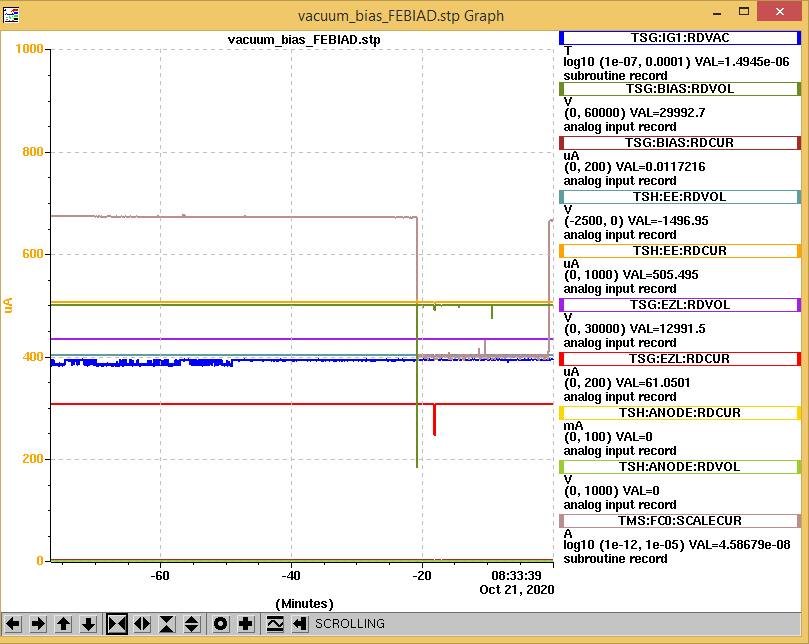 vacuum_bias_FEBIAD.stp Graph
vacuum_bias_FEBIAD.stp
1000
800
600
uA
400
200
0
-60
-40
-20
08:33:39
Oct 21, 2020
(Minutes)
TSG:IG1:RDVAC
T
log10 (1e-07, 0.0001) VAL=1.4945e-06
subroutine record
TSG:BIAS:RDVOL
V
(0, 60000) VAL=29992.7
analog input record
TSG:BIAS:RDCUR
uA
(0, 200) VAL=0.0117216
analog input record
TSH:EE:RDVOL
V
(-2500, 0) VAL=-1496.95
analog input record
TSH:EE:RDCUR
uA
(0, 1000) VAL=505.495
analog input record
TSG:EZL:RDVOL
V
(0, 30000) VAL=12991.5
analog input record
TSG:EZL:RDCUR
uA
(0, 200) VAL=61.0501
analog input record
TSH:ANODE:RDCUR
mA
(0, 100) VAL=0
analog input record
TSH:ANODE:RDVOL
V
(0, 1000) VAL=0
analog input record
TMS:FC0:SCALECUR
A
log10 (1e-12, 1e-05) VAL=4.58679e-08
subroutine record
SCROLLING